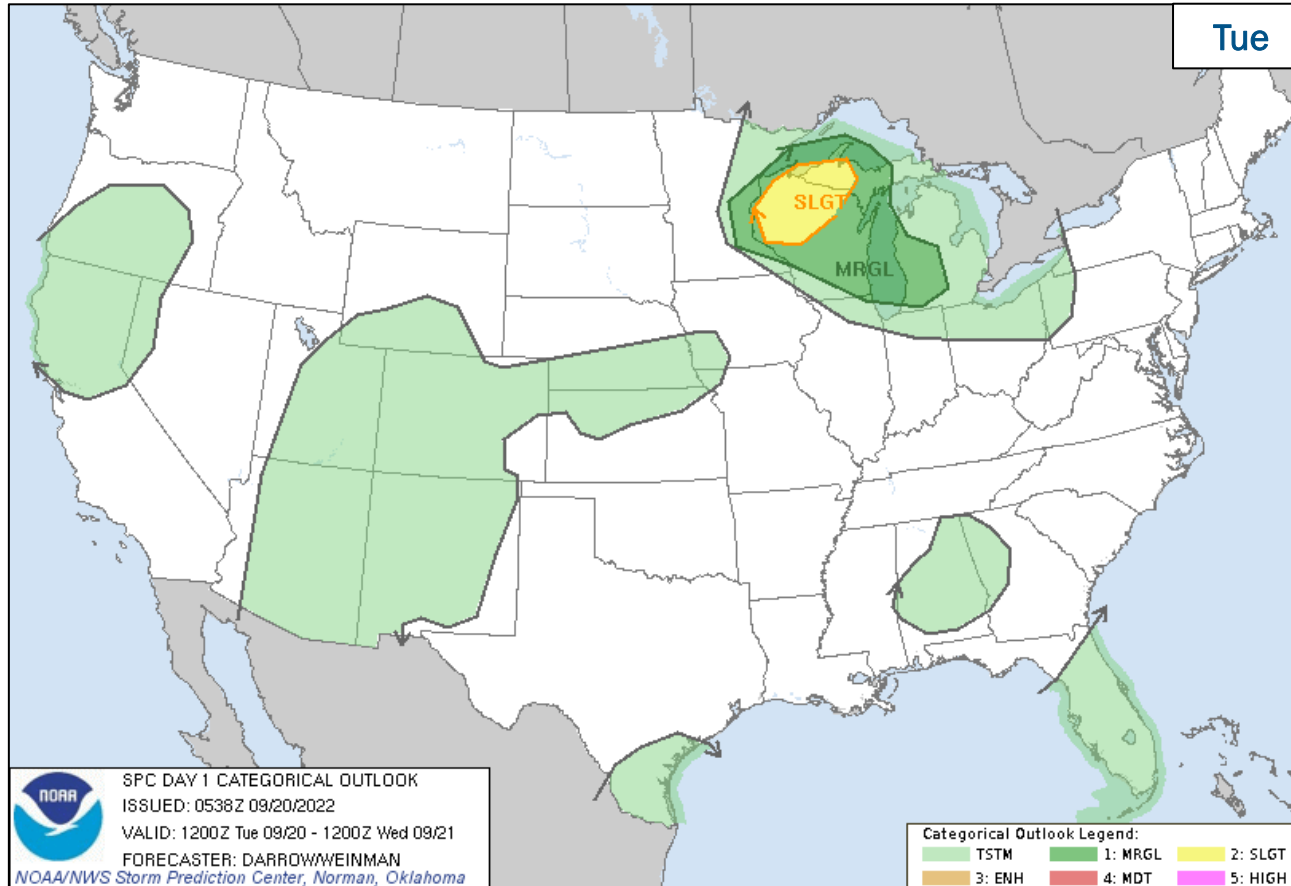 Tue
SLGT
MRGL
NOAA
SPC DAY 1 CATEGORICAL OUTLOOK
ISSUED: 0538Z 09/20/2022
VALID: 1200Z Tue 09/20 - 1200Z Wed 09/21
FORECASTER: DARROW/WEINMAN
NOAA/NWS Storm Prediction Center, Norman, Oklahoma
Categorical Outlook Legend:
TSTM 1: MRGL 2: SLGT
3: ENH 4: MDT 5: HIGH